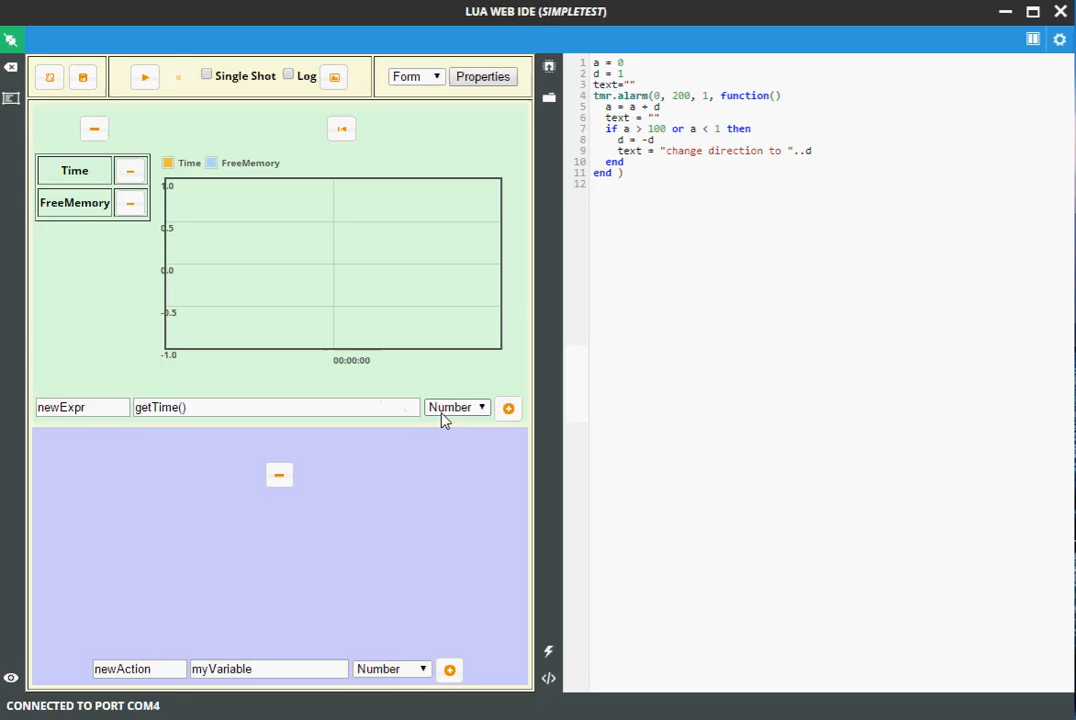 LUA WEB IDE (SIMPLETEST)
Single Shot
Log
Form
Properties
Time
FreeMemory
Time
FreeMemory
1.0
0.5
0.0
-0.5
-1.0
00:00:00
newExpr
getTime()
Number
newAction
myVariable
Number
1 a = 0
2 d = 1
3 text=""
4 tmr.alarm(0, 200, 1, function()
5 a = a + d
6 text = ""
7 if a > 100 or a < 1 then
8 d = -d
9 text = "change direction to "..d
10 end
11 end )
12
CONNECTED TO PORT COM4